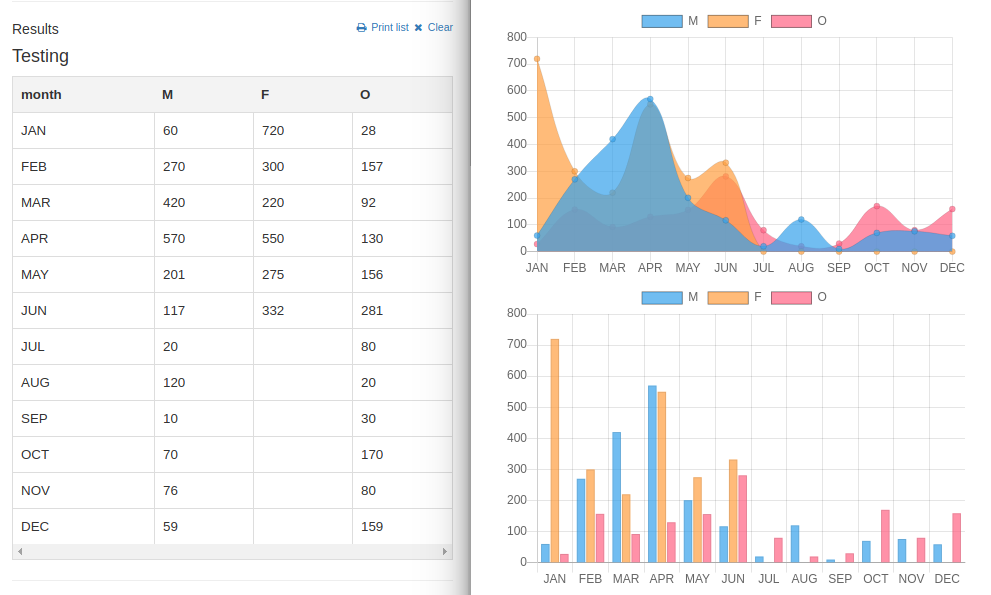 Results Print list Clear
Testing
month M F O
JAN 60 720 28
FEB 270 300 157
MAR 420 220 92
APR 570 550 130
MAY 201 275 156
JUN 117 332 281
JUL 20 80
AUG 120 20
SEP 10 30
OCT 70 170
NOV 76 80
DEC 59 159
M F O
800
700
600
500
400
300
200
100
0
JAN FEB MAR APR MAY JUN JUL AUG SEP OCT NOV DEC
M F O
800
700
600
500
400
300
200
100
0
JAN FEB MAR APR MAY JUN JUL AUG SEP OCT NOV DEC